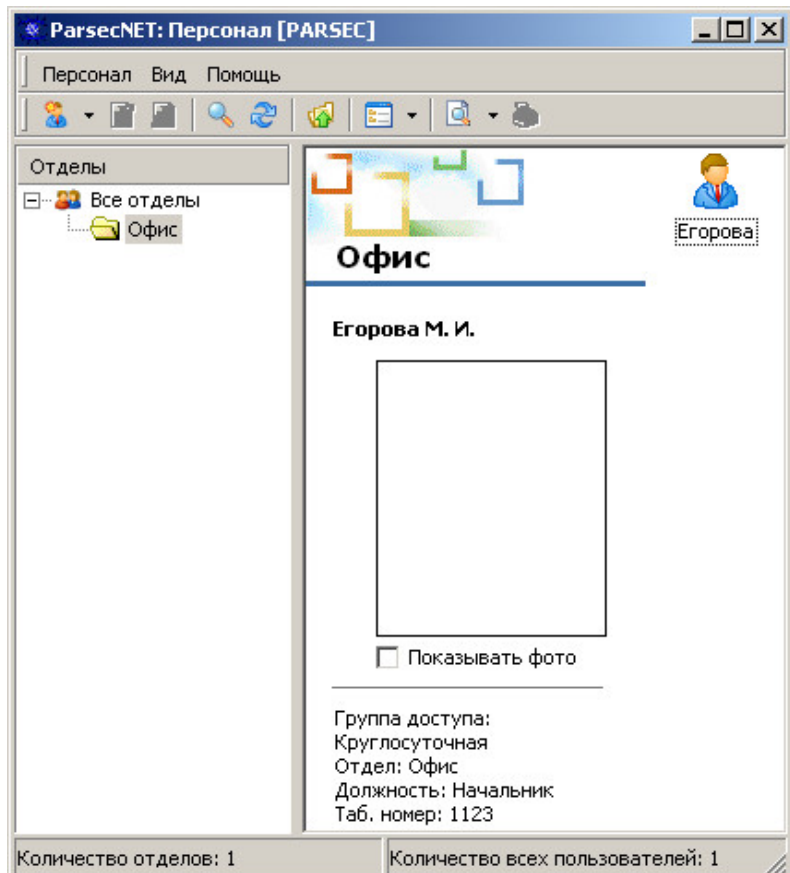 ParsecNET: Персонал [PARSEC]
Персонал Вид Помощь
Отделы
Все отделы
Офис
Офис
Егорова
Егорова М. И.
Показывать фото
Группа доступа:
Круглосуточная
Отдел: Офис
Должность: Начальник
Таб. номер: 1123
Количество отделов: 1
Количество всех пользователей: 1